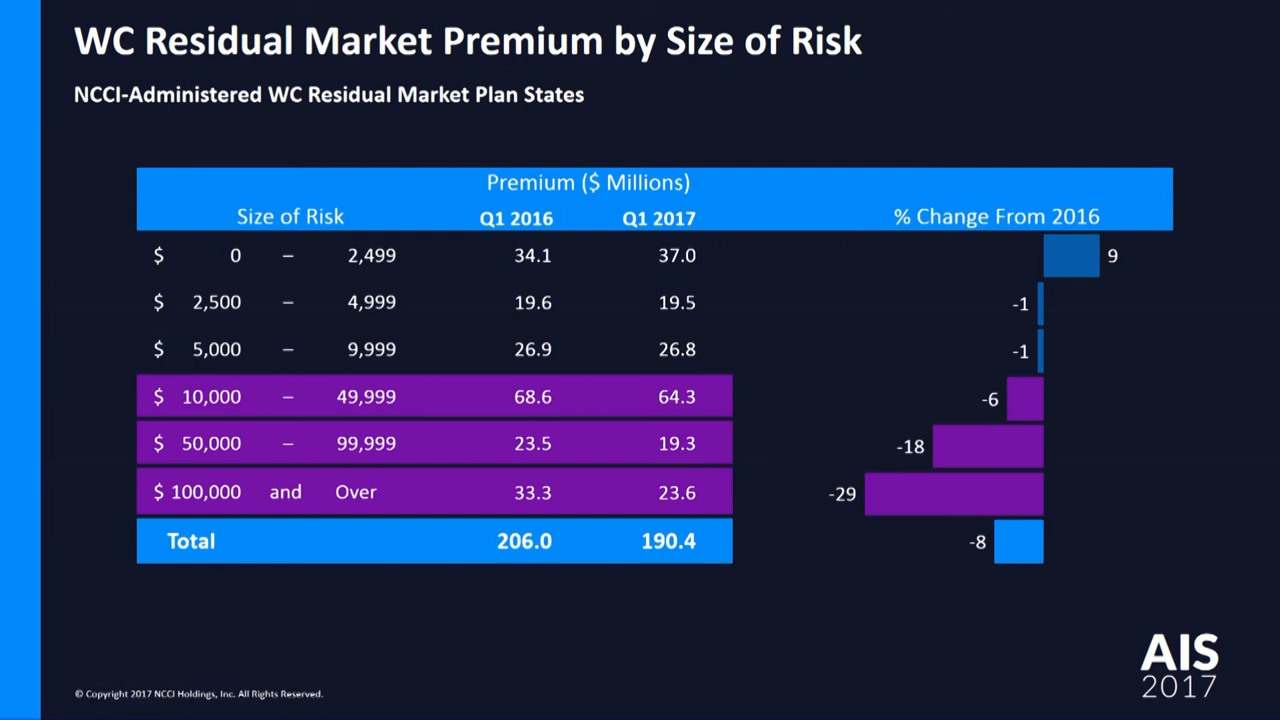 WC Residual Market Premium by Size of Risk
NCCI-Administered WC Residual Market Plan States
Premium ($ Millions)
Size of Risk Q1 2016 Q1 2017 % Change From 2016
$ 0 – 2,499 34.1 37.0 9
$ 2,500 – 4,999 19.6 19.5 -1
$ 5,000 – 9,999 26.9 26.8 -1
$ 10,000 – 49,999 68.6 64.3 -6
$ 50,000 – 99,999 23.5 19.3 -18
$ 100,000 and Over 33.3 23.6 -29
Total 206.0 190.4 -8
AIS
2017
© Copyright 2017 NCCI Holdings, Inc. All Rights Reserved.